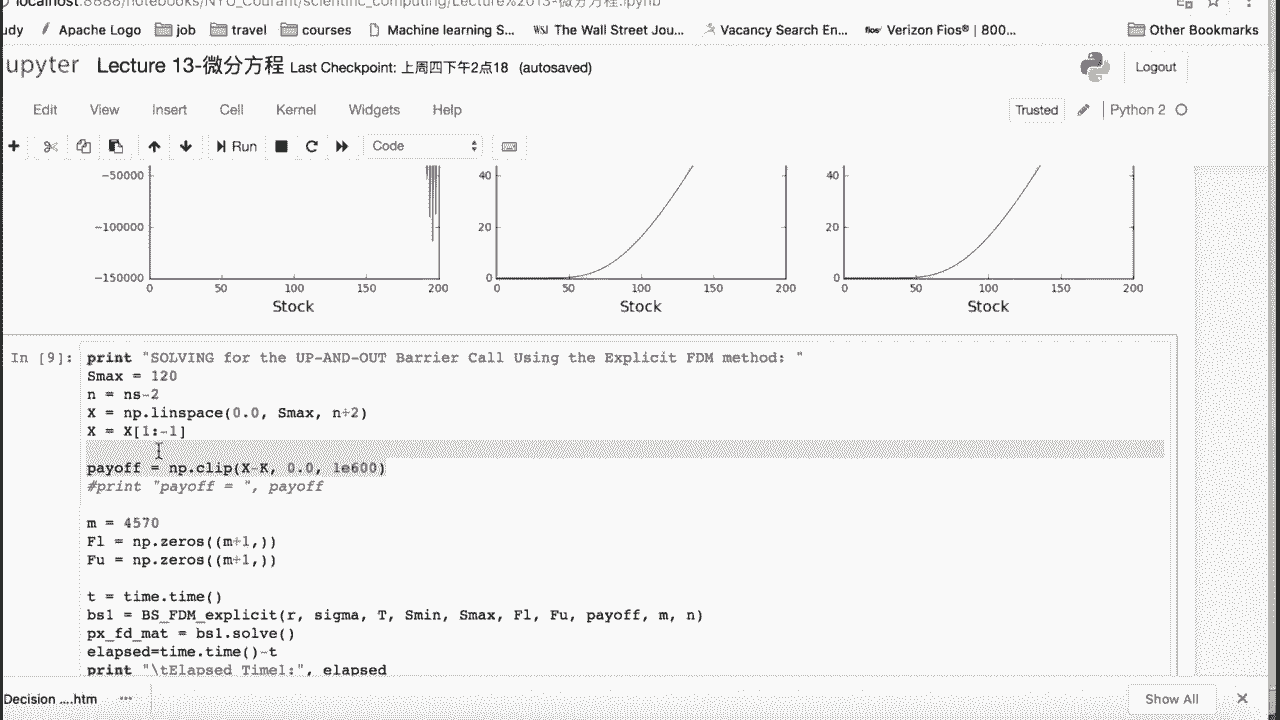 localhost:8888/notebooks/NYU_Courant/scientific_computing/Lecture%2013-微分方程.ipynb
udy Apache Logo job travel courses Machine learning S... WSJ The Wall Street Jou... Vacancy Search En... fios Verizon Fios® | 800... Other Bookmarks
upyter Lecture 13-微分方程 Last Checkpoint: 上周四下午2点18 (autosaved) Logout
Edit View Insert Cell Kernel Widgets Help Trusted Python 2
Run Code
−50000 40 40
−100000 20 20
−150000 0 0
0 50 100 150 200 0 50 100 150 200 0 50 100 150 200
Stock Stock Stock
In [9]: print "SOLVING for the UP-AND-OUT Barrier Call Using the Explicit FDM method: "
Smax = 120
n = ns-2
X = np.linspace(0.0, Smax, n+2)
X = X[1:-1]
payoff = np.clip(X-K, 0.0, 1e600)
#print "payoff = ", payoff
m = 4570
Fl = np.zeros((m+1,))
Fu = np.zeros((m+1,))
t = time.time()
bs1 = BS_FDM_explicit(r, sigma, T, Smin, Smax, Fl, Fu, payoff, m, n)
px_fd_mat = bs1.solve()
elapsed=time.time()-t
print "\tElapsed Time1:", elapsed
Decision ....htm Show All